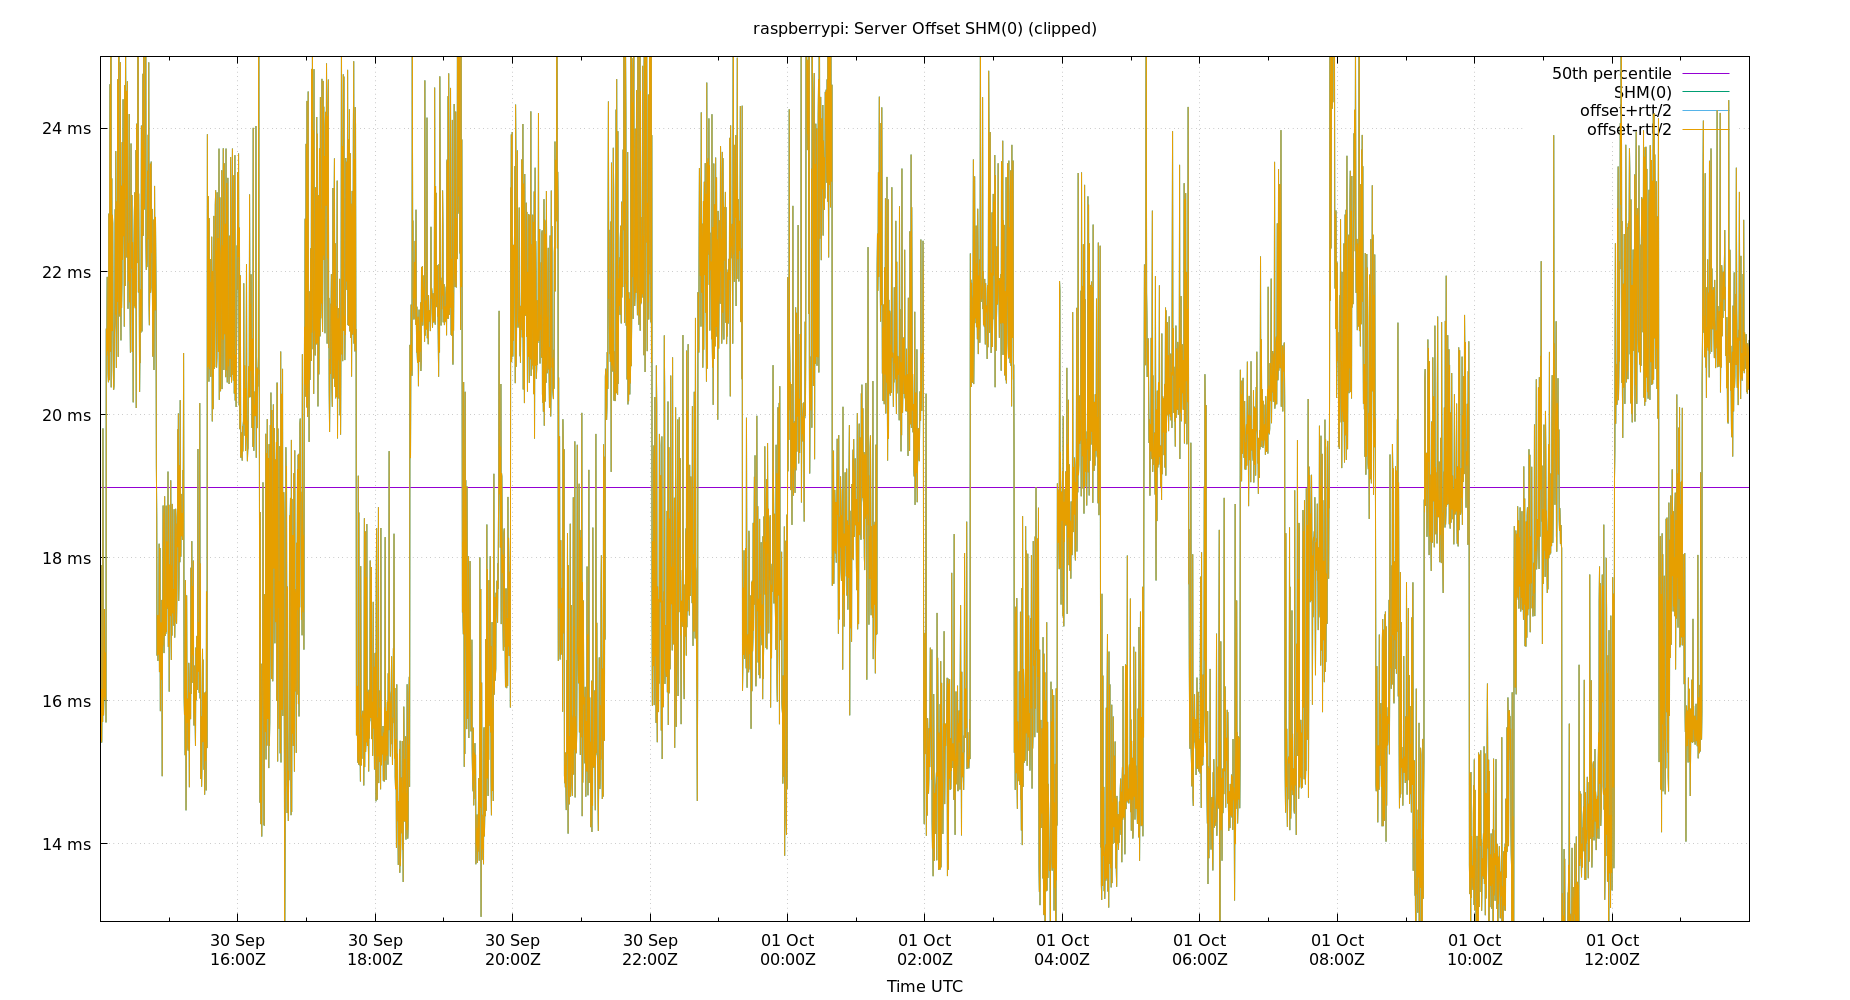 raspberrypi: Server Offset SHM(0) (clipped)
50th percentile
SHM(0)
offset+rtt/2
offset-rtt/2
24 ms
22 ms
20 ms
18 ms
16 ms
14 ms
30 Sep 30 Sep 30 Sep 30 Sep 01 Oct 01 Oct 01 Oct 01 Oct 01 Oct 01 Oct 01 Oct
16:00Z 18:00Z 20:00Z 22:00Z 00:00Z 02:00Z 04:00Z 06:00Z 08:00Z 10:00Z 12:00Z
Time UTC